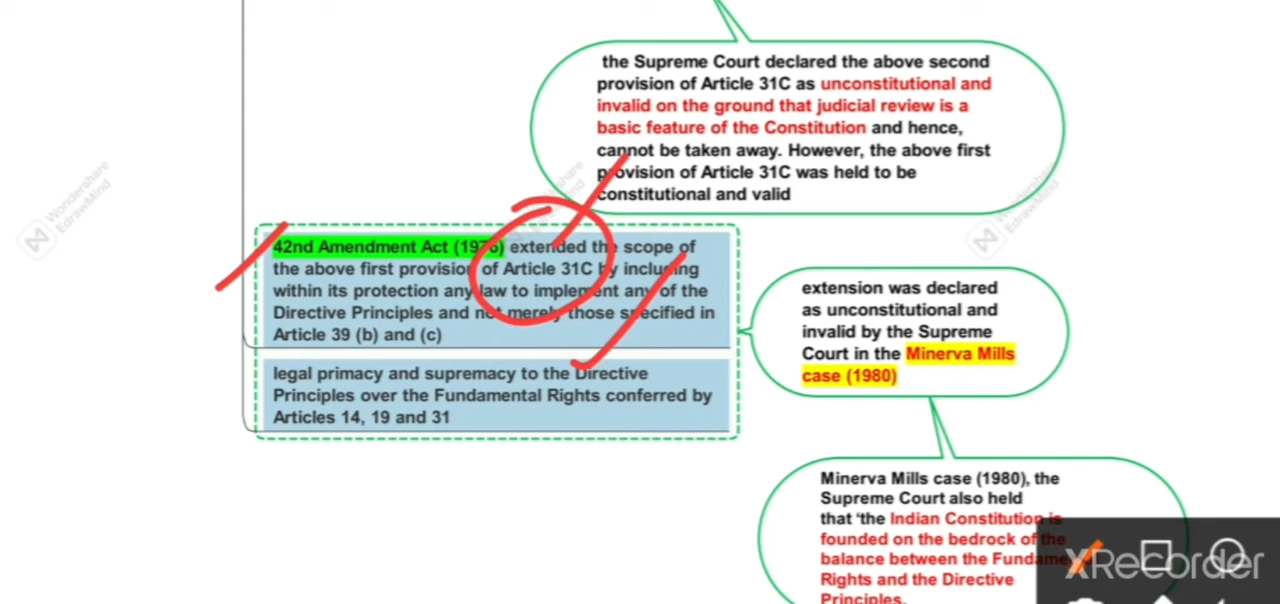 the Supreme Court declared the above second
provision of Article 31C as unconstitutional and
invalid on the ground that judicial review is a
basic feature of the Constitution and hence,
cannot be taken away. However, the above first
provision of Article 31C was held to be
constitutional and valid
42nd Amendment Act (1976) extended the scope of
the above first provision of Article 31C by including
within its protection any law to implement any of the
Directive Principles and not merely those specified in
Article 39 (b) and (c)
legal primacy and supremacy to the Directive
Principles over the Fundamental Rights conferred by
Articles 14, 19 and 31
extension was declared
as unconstitutional and
invalid by the Supreme
Court in the Minerva Mills
case (1980)
Minerva Mills case (1980), the
Supreme Court also held
that ‘the Indian Constitution is
founded on the bedrock of the
balance between the Fundame
Rights and the Directive
Principles.
XRecorder
Wondershare
EdrawMind
Wondershare
EdrawMind